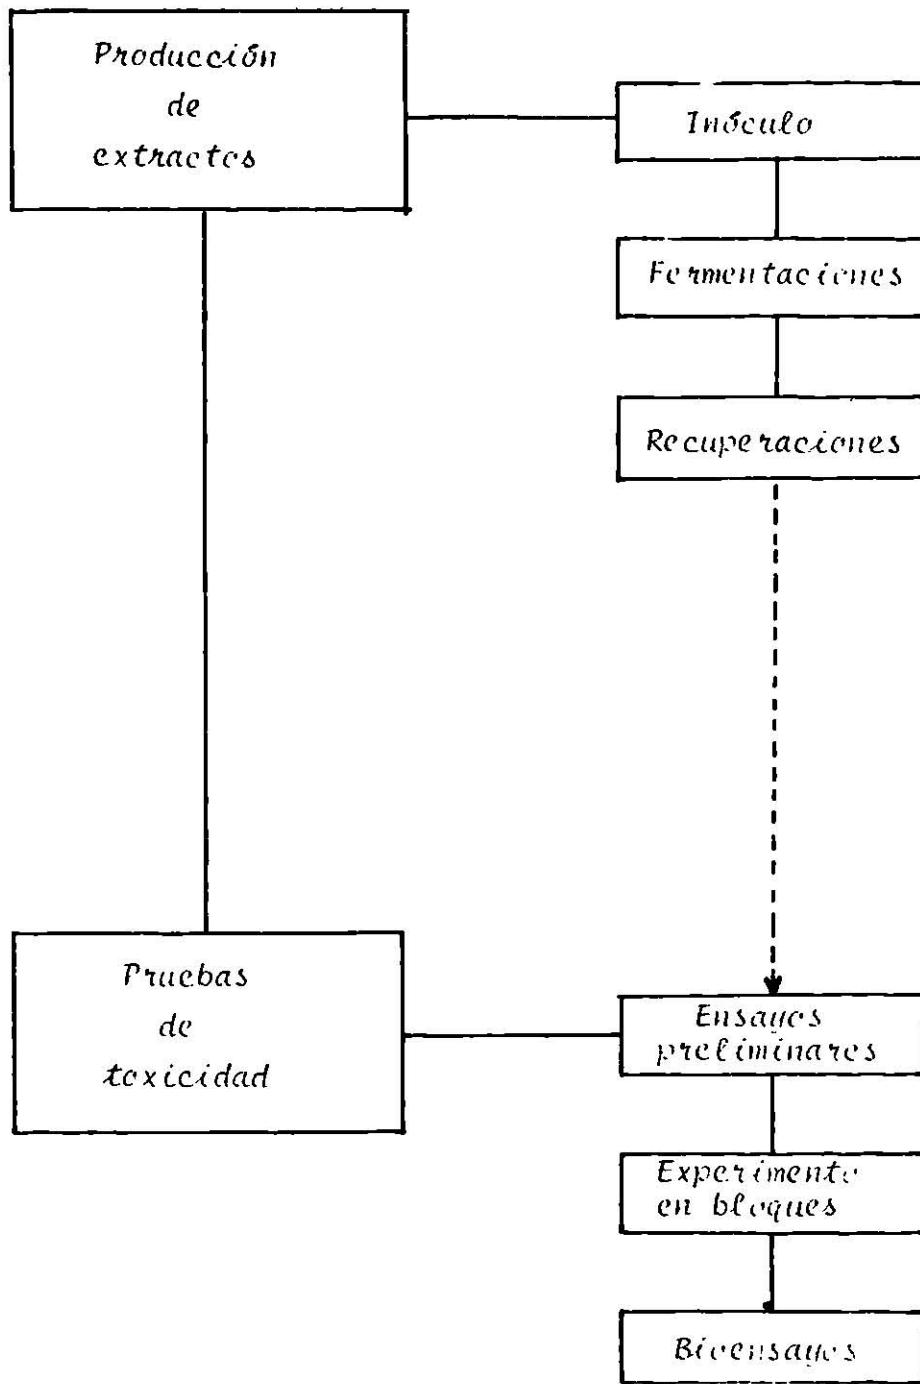 Producción
de
extractos
Inóculo
Fermentaciones
Recuperaciones
Pruebas
de
toxicidad
Ensayos
preliminares
Experimento
en bloques
Bioensayos